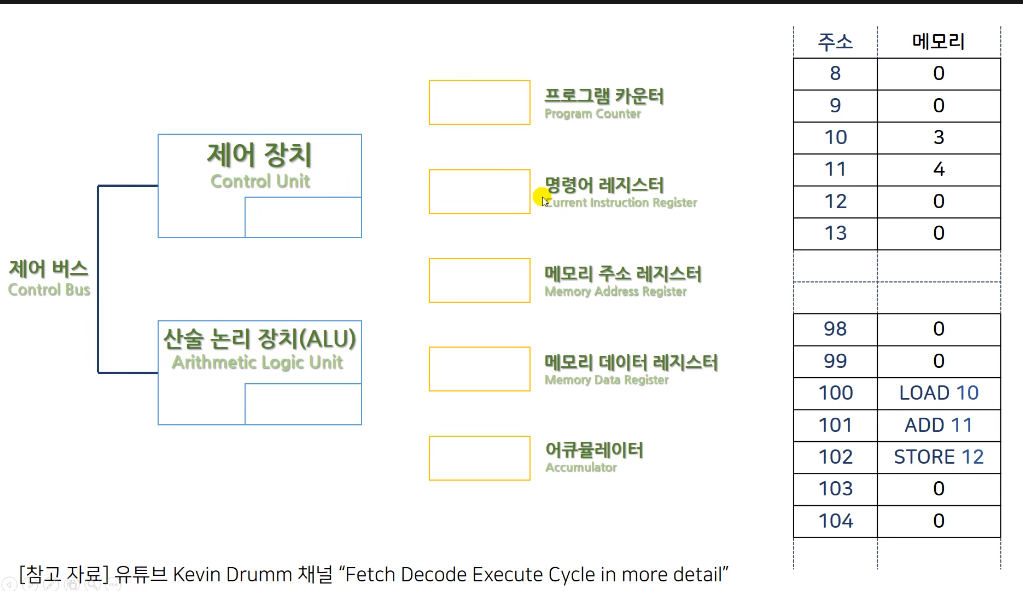 제어 장치
Control Unit
제어 버스
Control Bus
산술 논리 장치(ALU)
Arithmetic Logic Unit
프로그램 카운터
Program Counter
명령어 레지스터
Current Instruction Register
메모리 주소 레지스터
Memory Address Register
메모리 데이터 레지스터
Memory Data Register
어큐뮬레이터
Accumulator
주소 메모리
8 0
9 0
10 3
11 4
12 0
13 0
98 0
99 0
100 LOAD 10
101 ADD 11
102 STORE 12
103 0
104 0
[참고 자료] 유튜브 Kevin Drumm 채널 “Fetch Decode Execute Cycle in more detail”